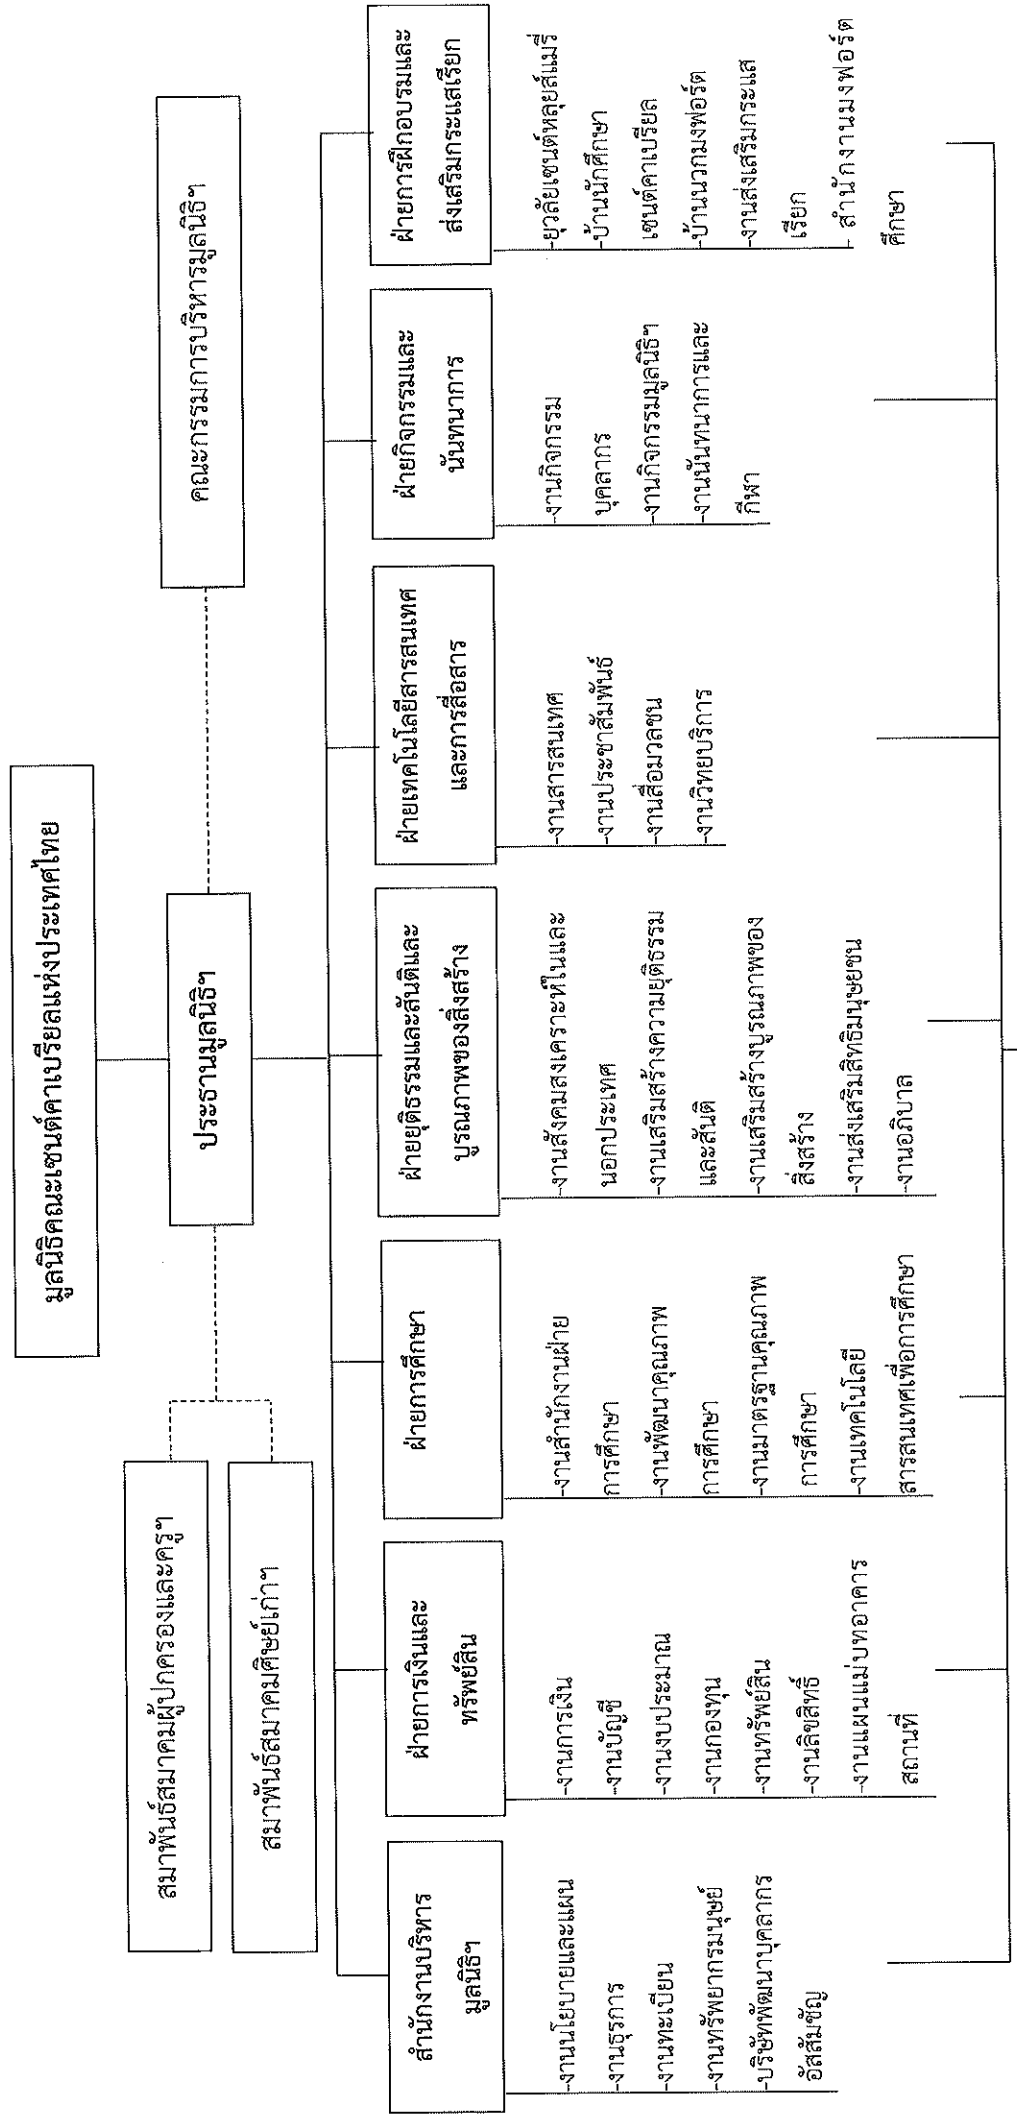 มูลนิธิคณะเซนต์คาเบรียลแห่งประเทศไทย
สมาพันธ์สมาคมผู้ปกครองและครูฯ
ประธานมูลนิธิฯ
คณะกรรมการบริหารมูลนิธิฯ
สมาพันธ์สมาคมศิษย์เก่าฯ
สำนักงานบริหาร
มูลนิธิฯ
-งานนโยบายและแผน
-งานธุรการ
-งานทะเบียน
-งานทรัพยากรมนุษย์
-บริษัทพัฒนาบุคลากร
อัสสัมชัญ
ฝ่ายการเงินและ
ทรัพย์สิน
-งานการเงิน
-งานบัญชี
-งานงบประมาณ
-งานกองทุน
-งานทรัพย์สิน
-งานลิขสิทธิ์
-งานแผนแม่บทอาคาร
สถานที่
ฝ่ายการศึกษา
-งานสำนักงานฝ่าย
การศึกษา
-งานพัฒนาคุณภาพ
การศึกษา
-งานมาตรฐานคุณภาพ
การศึกษา
-งานเทคโนโลยี
สารสนเทศเพื่อการศึกษา
ฝ่ายยุติธรรมและสันติและ
บูรณภาพของสิ่งสร้าง
-งานสังคมสงเคราะห์ในและ
นอกประเทศ
-งานเสริมสร้างความยุติธรรม
และสันติ
-งานเสริมสร้างบูรณภาพของ
สิ่งสร้าง
-งานส่งเสริมสิทธิมนุษยชน
-งานอภิบาล
ฝ่ายเทคโนโลยีสารสนเทศ
และการสื่อสาร
-งานสารสนเทศ
-งานประชาสัมพันธ์
-งานสื่อมวลชน
-งานวิทยบริการ
ฝ่ายกิจกรรมและ
นันทนาการ
-งานกิจกรรม
บุคลากร
-งานกิจกรรมมูลนิธิฯ
-งานนันทนาการและ
กีฬา
ฝ่ายการฝึกอบรมและ
ส่งเสริมกระแสเรียก
-ยุวลัยเซนต์หลุยส์แมรี่
-บ้านนักศึกษา
เซนต์คาเบรียล
-บ้านนวกมงฟอร์ต
-งานส่งเสริมกระแส
เรียก
- สำนักงานมงฟอร์ต
ศึกษา